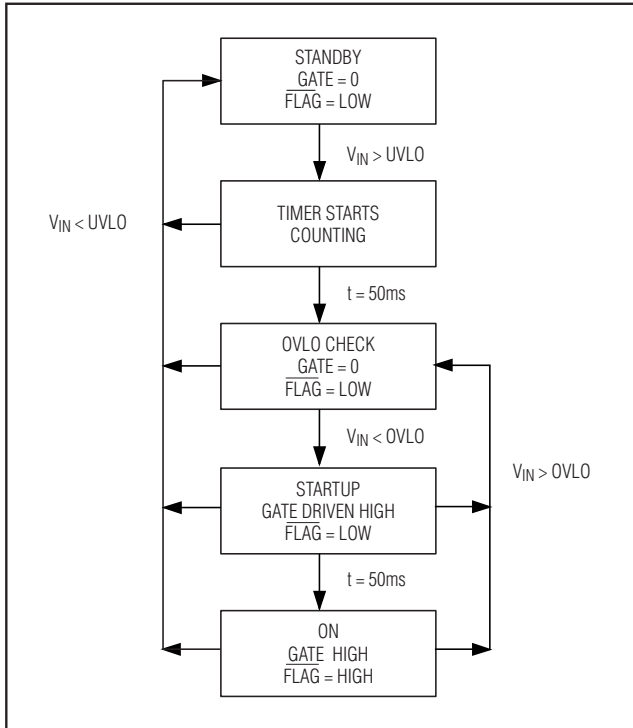 STANDBY
GATE = 0
FLAG = LOW
V_IN > UVLO
V_IN < UVLO
TIMER STARTS
COUNTING
t = 50ms
OVLO CHECK
GATE = 0
FLAG = LOW
V_IN < OVLO
V_IN > OVLO
STARTUP
GATE DRIVEN HIGH
FLAG = LOW
t = 50ms
ON
GATE HIGH
FLAG = HIGH